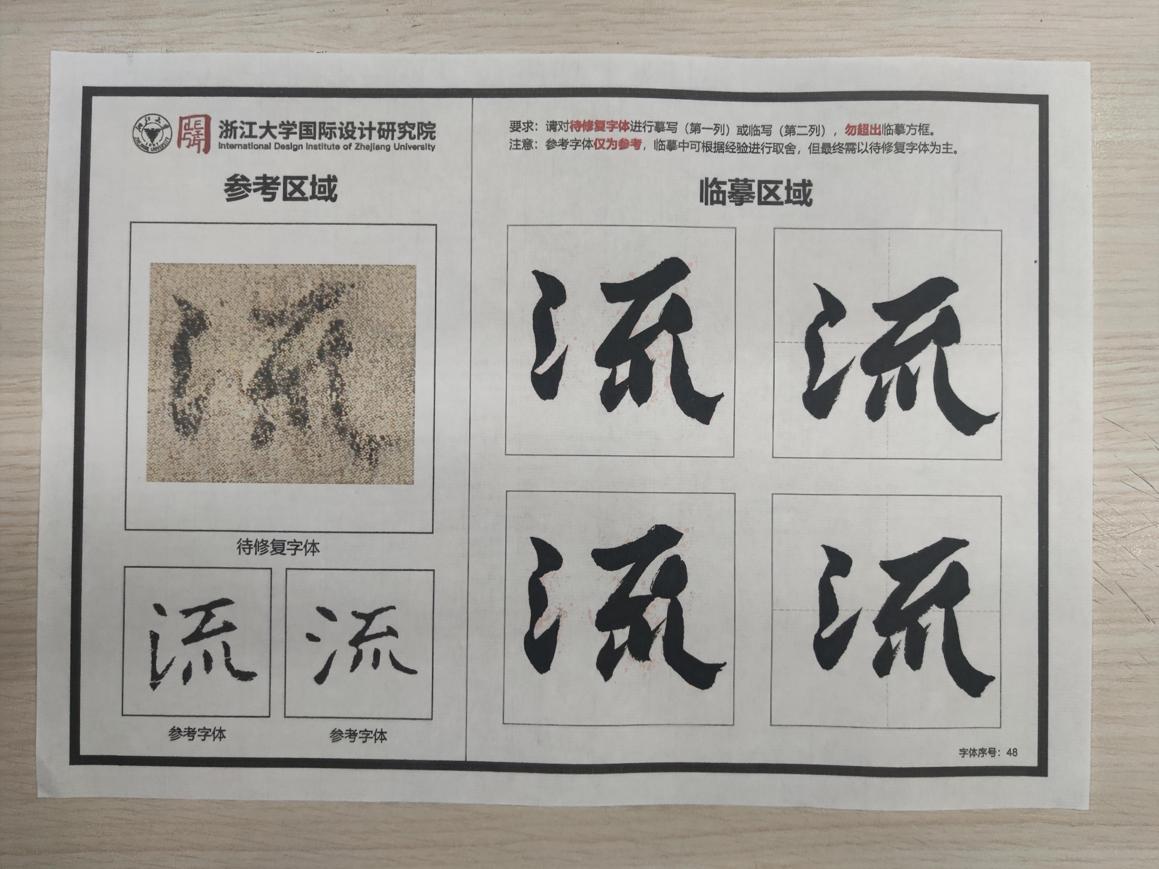 浙江大学国际设计研究院
International Design Institute of Zhejiang University
参考区域
流
待修复字体
流 流
参考字体 参考字体
要求：请对待修复字体进行摹写（第一列）或临写（第二列），勿超出临摹方框。
注意：参考字体仅为参考，临摹中可根据经验进行取舍，但最终需以待修复字体为主。
临摹区域
流 流
流 流
字体序号：48